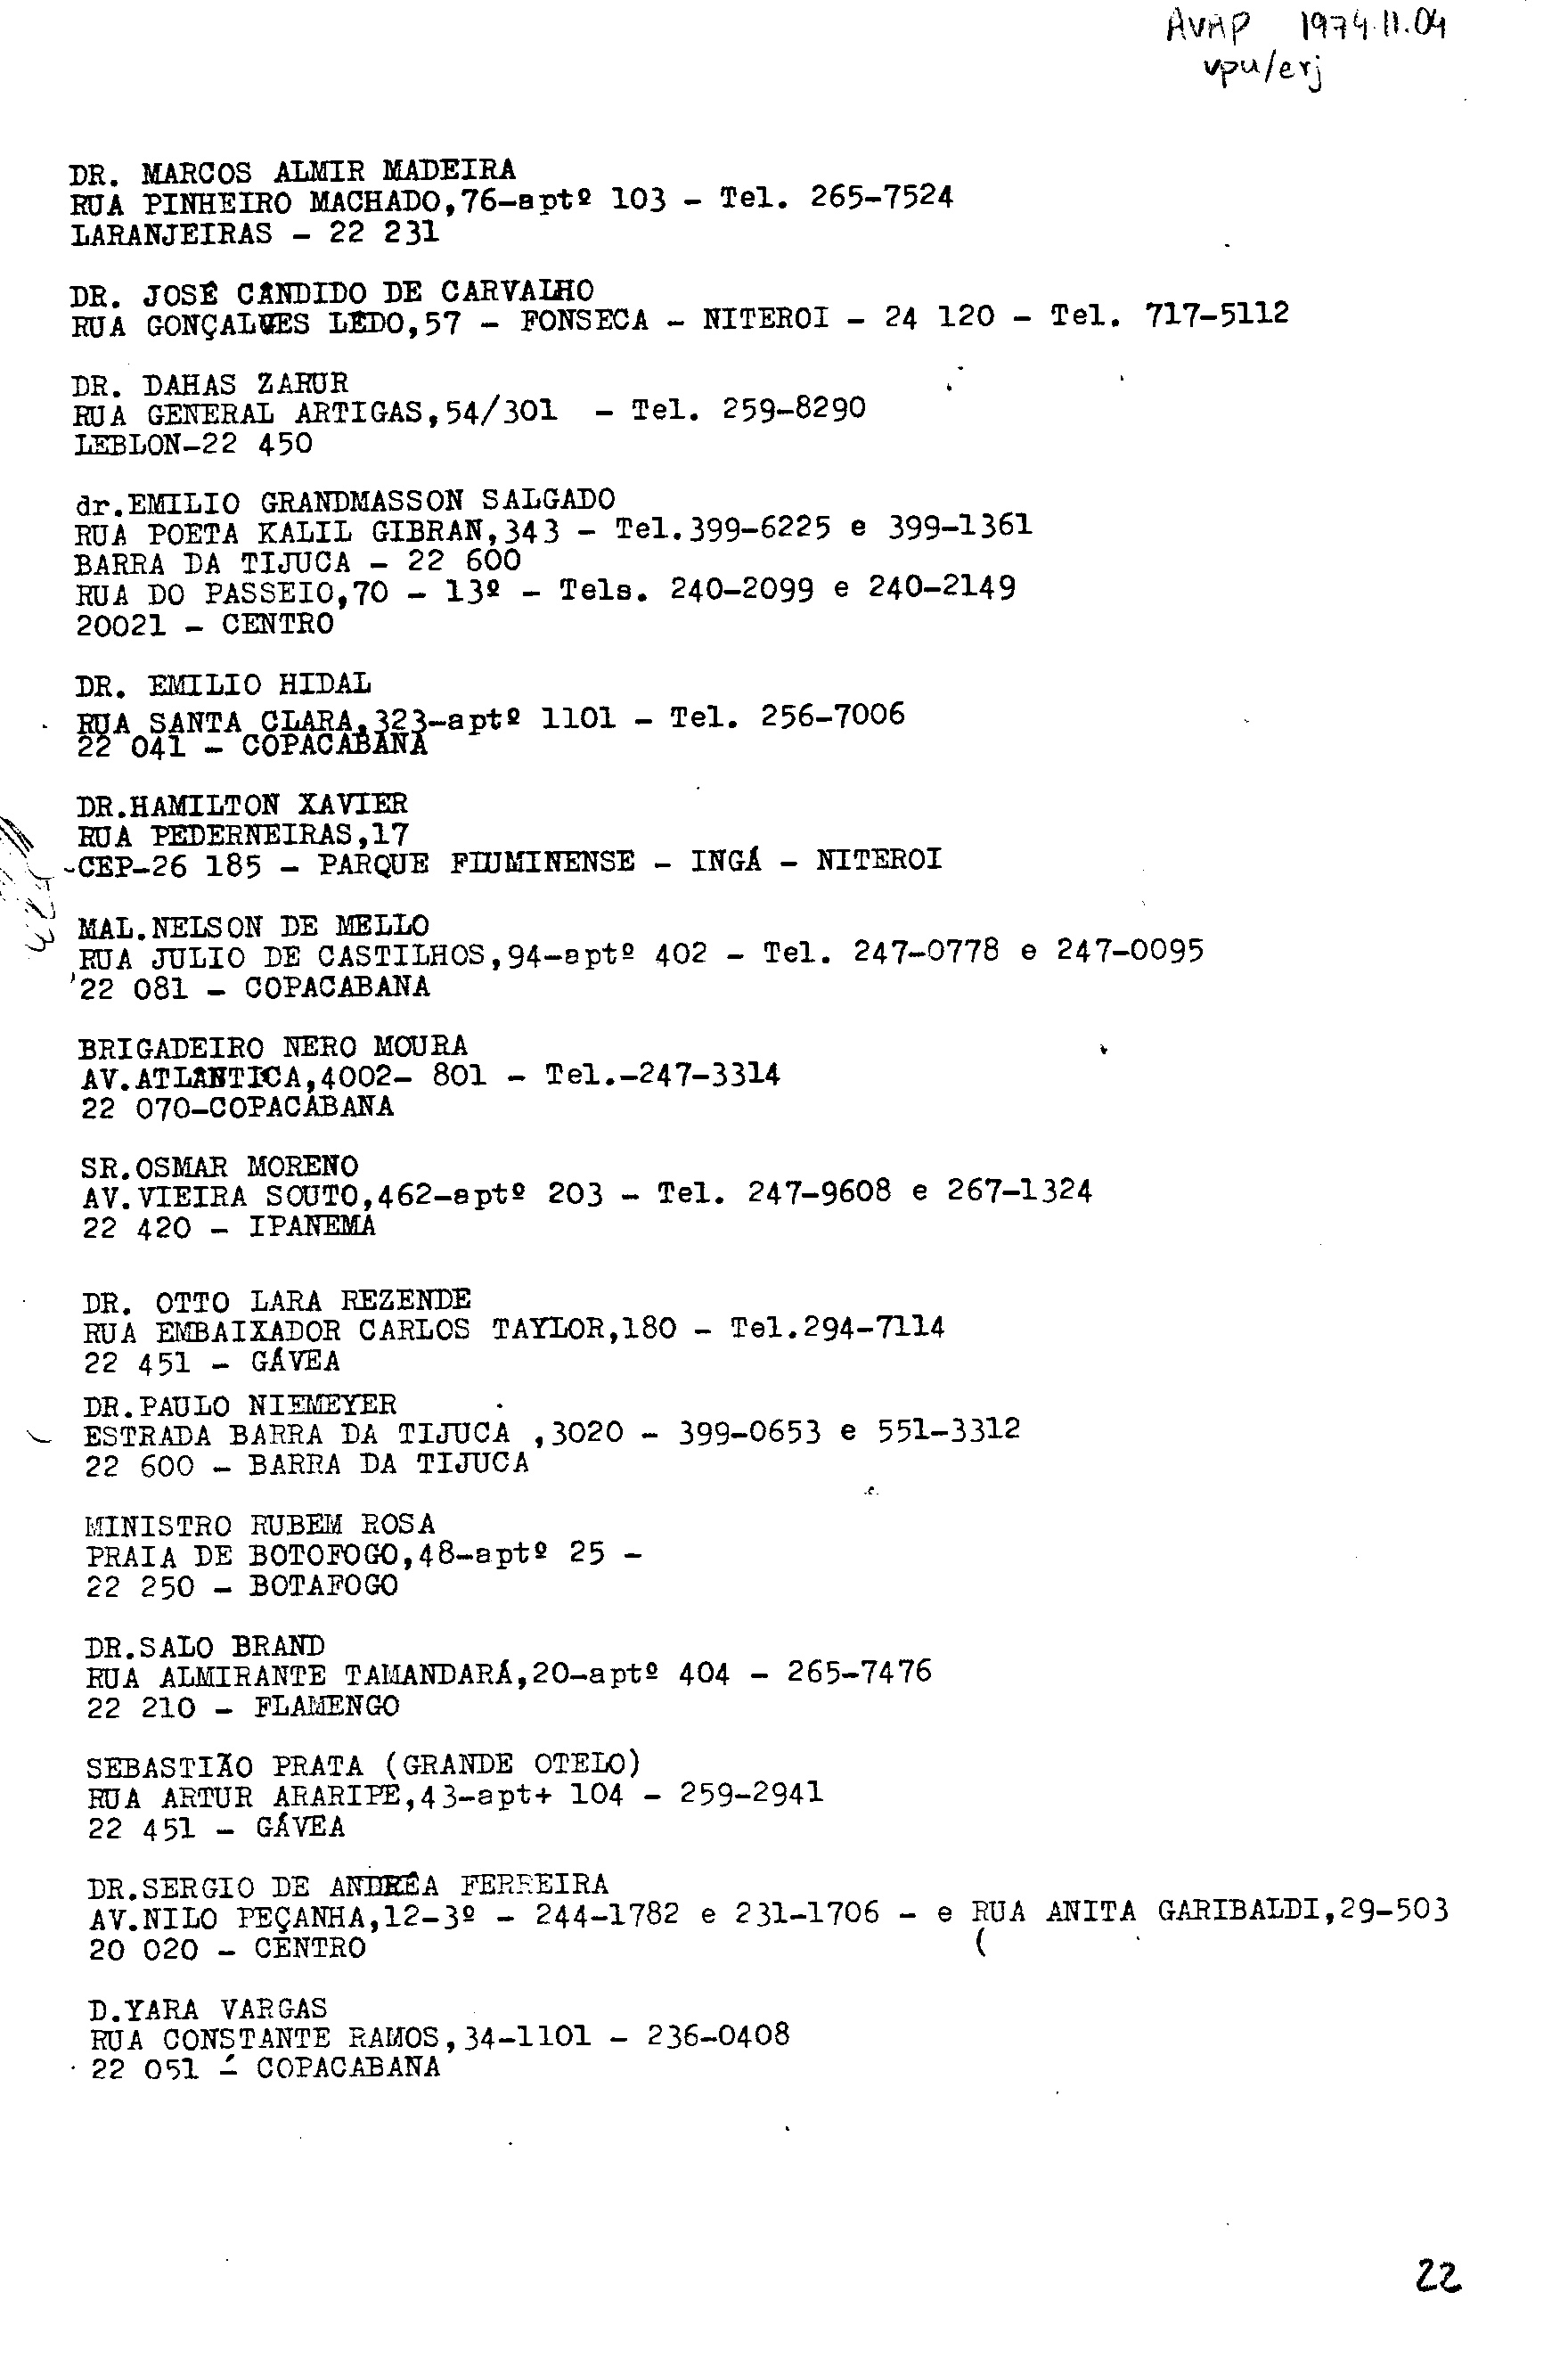 AVAP 1974.11.04
vpu/erj
DR. MARCOS ALMIR MADEIRA
RUA PINHEIRO MACHADO,76-aptº 103 - Tel. 265-7524
LARANJEIRAS - 22 231
DR. JOSÉ CÂNDIDO DE CARVALHO
RUA GONÇALVES LÊDO,57 - FONSECA - NITEROI - 24 120 - Tel. 717-5112
DR. DAHAS ZARUR
RUA GENERAL ARTIGAS,54/301 - Tel. 259-8290
LEBLON-22 450
dr.EMILIO GRANDMASSON SALGADO
RUA POETA KALIL GIBRAN,343 - Tel.399-6225 e 399-1361
BARRA DA TIJUCA - 22 600
RUA DO PASSEIO,70 - 13º - Tels. 240-2099 e 240-2149
20021 - CENTRO
DR. EMILIO HIDAL
RUA SANTA CLARA,323-aptº 1101 - Tel. 256-7006
22 041 - COPACABANA
DR.HAMILTON XAVIER
RUA PEDERNEIRAS,17
-CEP-26 185 - PARQUE FLUMINENSE - INGÁ - NITEROI
MAL.NELSON DE MELLO
RUA JULIO DE CASTILHOS,94-aptº 402 - Tel. 247-0778 e 247-0095
22 081 - COPACABANA
BRIGADEIRO NERO MOURA
AV.ATLANTICA,4002- 801 - Tel.-247-3314
22 070-COPACABANA
SR.OSMAR MORENO
AV.VIEIRA SOUTO,462-aptº 203 - Tel. 247-9608 e 267-1324
22 420 - IPANEMA
DR. OTTO LARA REZENDE
RUA EMBAIXADOR CARLOS TAYLOR,180 - Tel.294-7114
22 451 - GÁVEA
DR.PAULO NIEMEYER
ESTRADA BARRA DA TIJUCA ,3020 - 399-0653 e 551-3312
22 600 - BARRA DA TIJUCA
MINISTRO RUBEM ROSA
PRAIA DE BOTOFOGO,48-aptº 25 -
22 250 - BOTAFOGO
DR.SALO BRAND
RUA ALMIRANTE TAMANDARÁ,20-aptº 404 - 265-7476
22 210 - FLAMENGO
SEBASTIÃO PRATA (GRANDE OTELO)
RUA ARTUR ARARIPE,43-apt+ 104 - 259-2941
22 451 - GÁVEA
DR.SERGIO DE ANDRÊA FERREIRA
AV.NILO PEÇANHA,12-3º - 244-1782 e 231-1706 - e RUA ANITA GARIBALDI,29-503
20 020 - CENTRO
D.YARA VARGAS
RUA CONSTANTE RAMOS,34-1101 - 236-0408
22 051 - COPACABANA
22